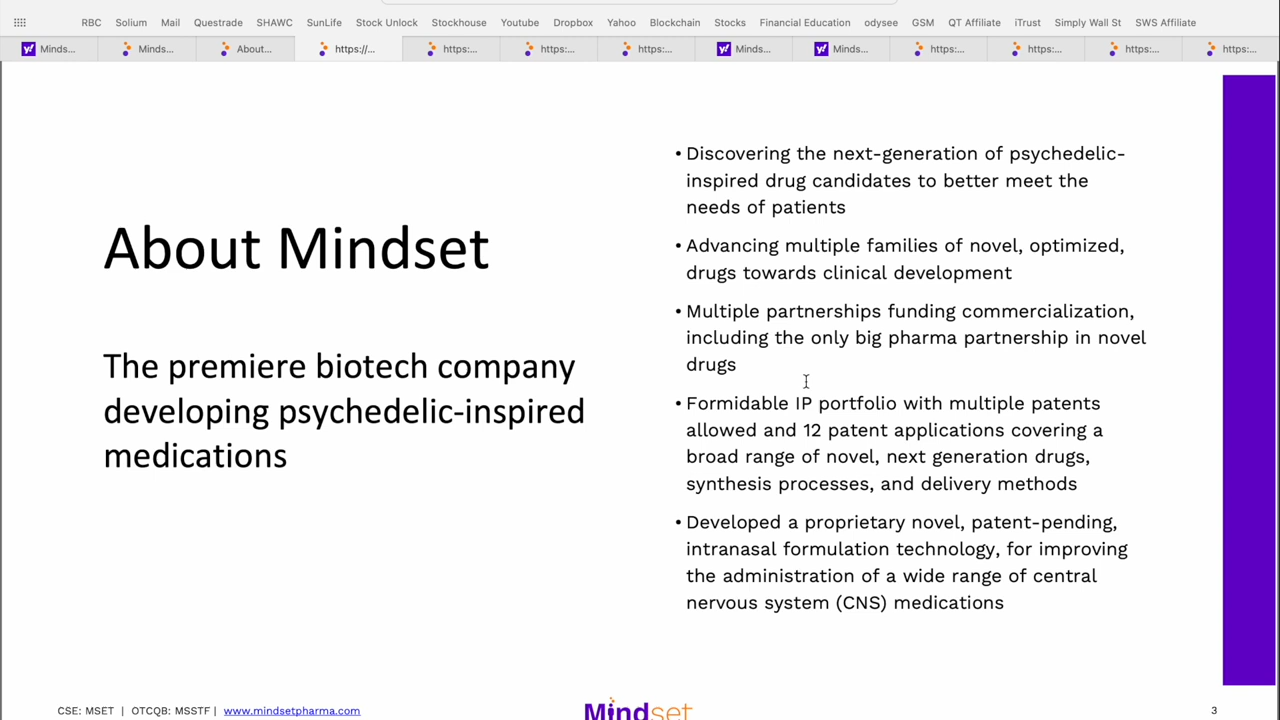 RBC Solium Mail Questrade SHAWC SunLife Stock Unlock Stockhouse Youtube Dropbox Yahoo Blockchain Stocks Financial Education odysee GSM QT Affiliate iTrust Simply Wall St SWS Affiliate
Minds... Minds... About... https://... https:... https:... https:... Minds... Minds... https:... https:... https:... https:...
About Mindset
The premiere biotech company
developing psychedelic-inspired
medications
• Discovering the next-generation of psychedelic-
inspired drug candidates to better meet the
needs of patients
• Advancing multiple families of novel, optimized,
drugs towards clinical development
• Multiple partnerships funding commercialization,
including the only big pharma partnership in novel
drugs
• Formidable IP portfolio with multiple patents
allowed and 12 patent applications covering a
broad range of novel, next generation drugs,
synthesis processes, and delivery methods
• Developed a proprietary novel, patent-pending,
intranasal formulation technology, for improving
the administration of a wide range of central
nervous system (CNS) medications
CSE: MSET | OTCQB: MSSTF | www.mindsetpharma.com
Mindset
3